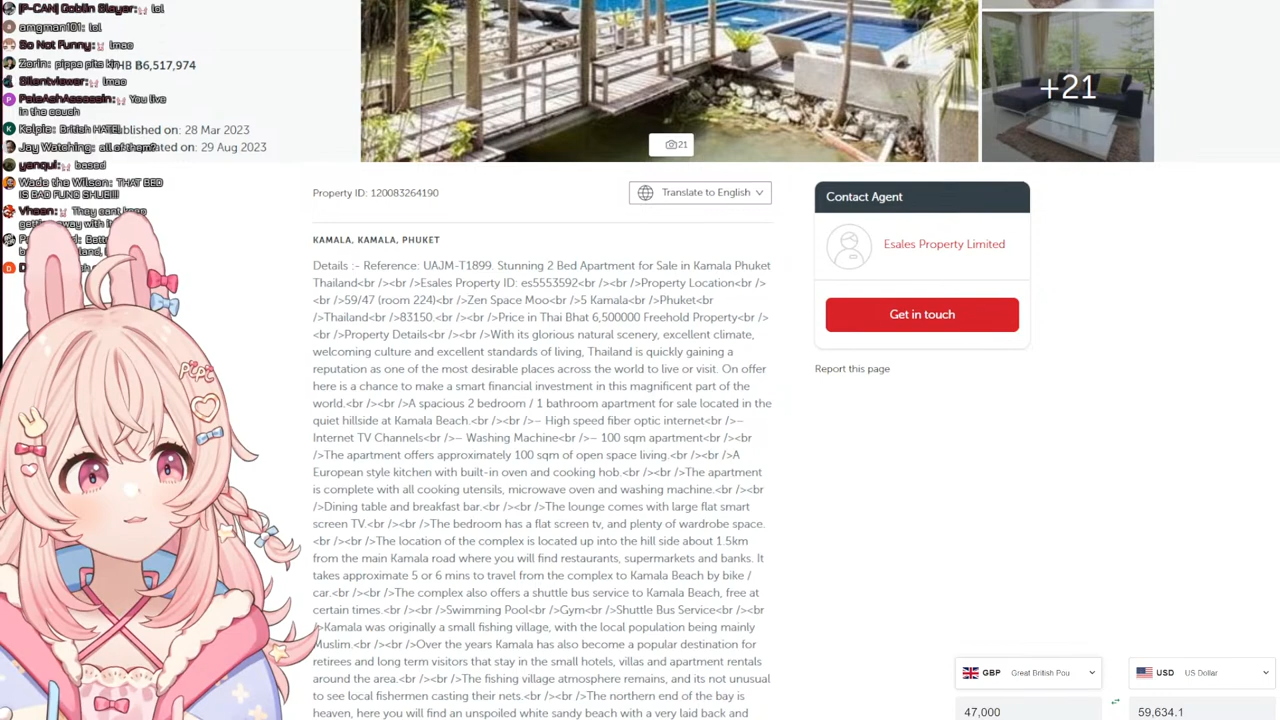 [P-CAN] Goblin Slayer: lol
amgman101: lol
So Not Funny: lmao
Zorin: pippa pits kin
THB ฿6,517,974
Silentviewer: lmao
PaleAshAssassin: You live
in the couch
Kelpie: British HATE!
Published on: 28 Mar 2023
Jay Watching: all of them?
ated on: 29 Aug 2023
yenqui: based
Wade the Wilson: THAT BED
IS BAD FUNG SHUE!!!!
Vheen: They cant keep
getting away with
+21
21
Property ID: 120083264190
Translate to English
KAMALA, KAMALA, PHUKET
Details :- Reference: UAJM-T1899. Stunning 2 Bed Apartment for Sale in Kamala Phuket
Thailand<br /><br />Esales Property ID: es5553592<br /><br />Property Location<br />
<br />59/47 (room 224)<br />Zen Space Moo<br />5 Kamala<br />Phuket<br
/>Thailand<br />83150.<br /><br />Price in Thai Bhat 6,500000 Freehold Property<br />
<br />Property Details<br /><br />With its glorious natural scenery, excellent climate,
welcoming culture and excellent standards of living, Thailand is quickly gaining a
reputation as one of the most desirable places across the world to live or visit. On offer
here is a chance to make a smart financial investment in this magnificent part of the
world.<br /><br />A spacious 2 bedroom / 1 bathroom apartment for sale located in the
quiet hillside at Kamala Beach.<br /><br />– High speed fiber optic internet<br />–
Internet TV Channels<br />– Washing Machine<br />– 100 sqm apartment<br /><br
/>The apartment offers approximately 100 sqm of open space living.<br /><br />A
European style kitchen with built-in oven and cooking hob.<br /><br />The apartment
is complete with all cooking utensils, microwave oven and washing machine.<br /><br
/>Dining table and breakfast bar.<br /><br />The lounge comes with large flat smart
screen TV.<br /><br />The bedroom has a flat screen tv, and plenty of wardrobe space.
<br /><br />The location of the complex is located up into the hill side about 1.5km
from the main Kamala road where you will find restaurants, supermarkets and banks. It
takes approximate 5 or 6 mins to travel from the complex to Kamala Beach by bike /
car.<br /><br />The complex also offers a shuttle bus service to Kamala Beach, free at
certain times.<br /><br />Swimming Pool<br />Gym<br />Shuttle Bus Service<br /><br
/>Kamala was originally a small fishing village, with the local population being mainly
Muslim.<br /><br />Over the years Kamala has also become a popular destination for
retirees and long term visitors that stay in the small hotels, villas and apartment rentals
around the area.<br /><br />The fishing village atmosphere remains, and its not unusual
to see local fishermen casting their nets.<br /><br />The northern end of the bay is
heaven, here you will find an unspoiled white sandy beach with a very laid back and
Contact Agent
Esales Property Limited
Get in touch
Report this page
Pipi
GBP Great British Pou
USD US Dollar
47,000
59,634.1